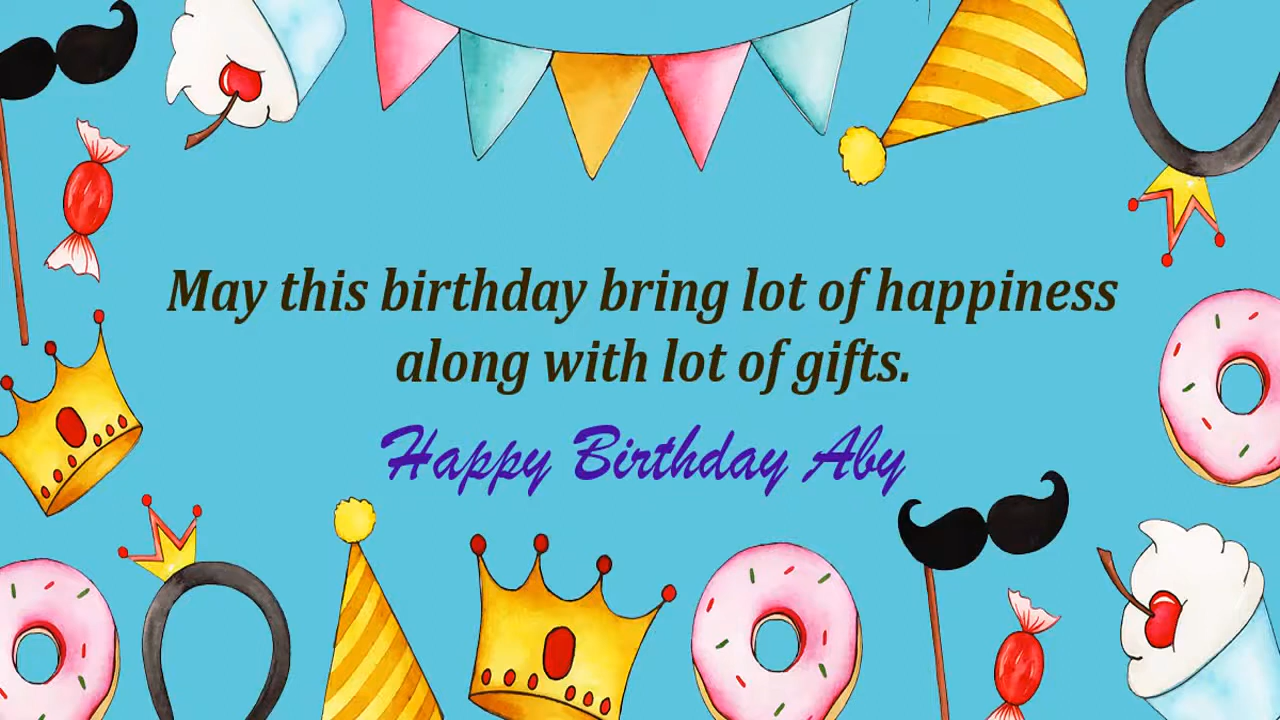 May this birthday bring lot of happiness
along with lot of gifts.
Happy Birthday Aby